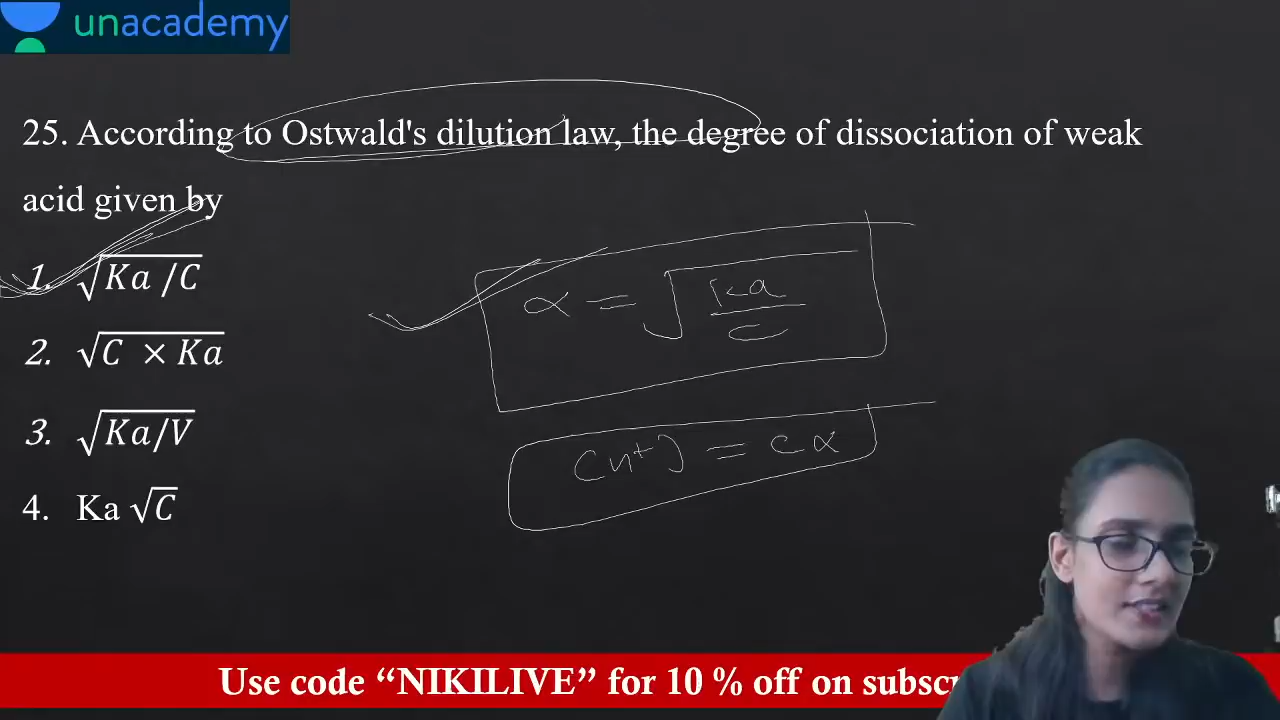 unacademy
25. According to Ostwald's dilution law, the degree of dissociation of weak
acid given by
1. √Ka /C
2. √C × Ka
3. √Ka/V
4. Ka √C
α = √Ka/C
[H+] = Cα
Use code “NIKILIVE” for 10 % off on